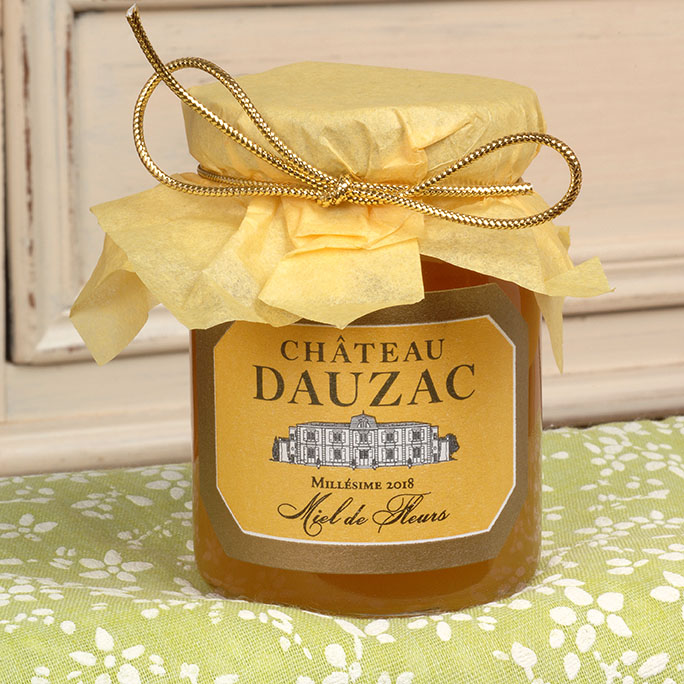 CHÂTEAU
DAUZAC
MILLÉSIME 2018
Miel de Fleurs